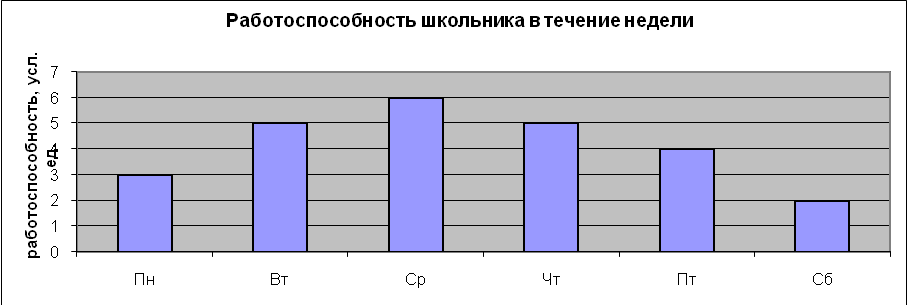 Работоспособность школьника в течение недели
работоспособность, усл.
ед.
7
6
5
4
3
2
1
0
Пн
Вт
Ср
Чт
Пт
Сб